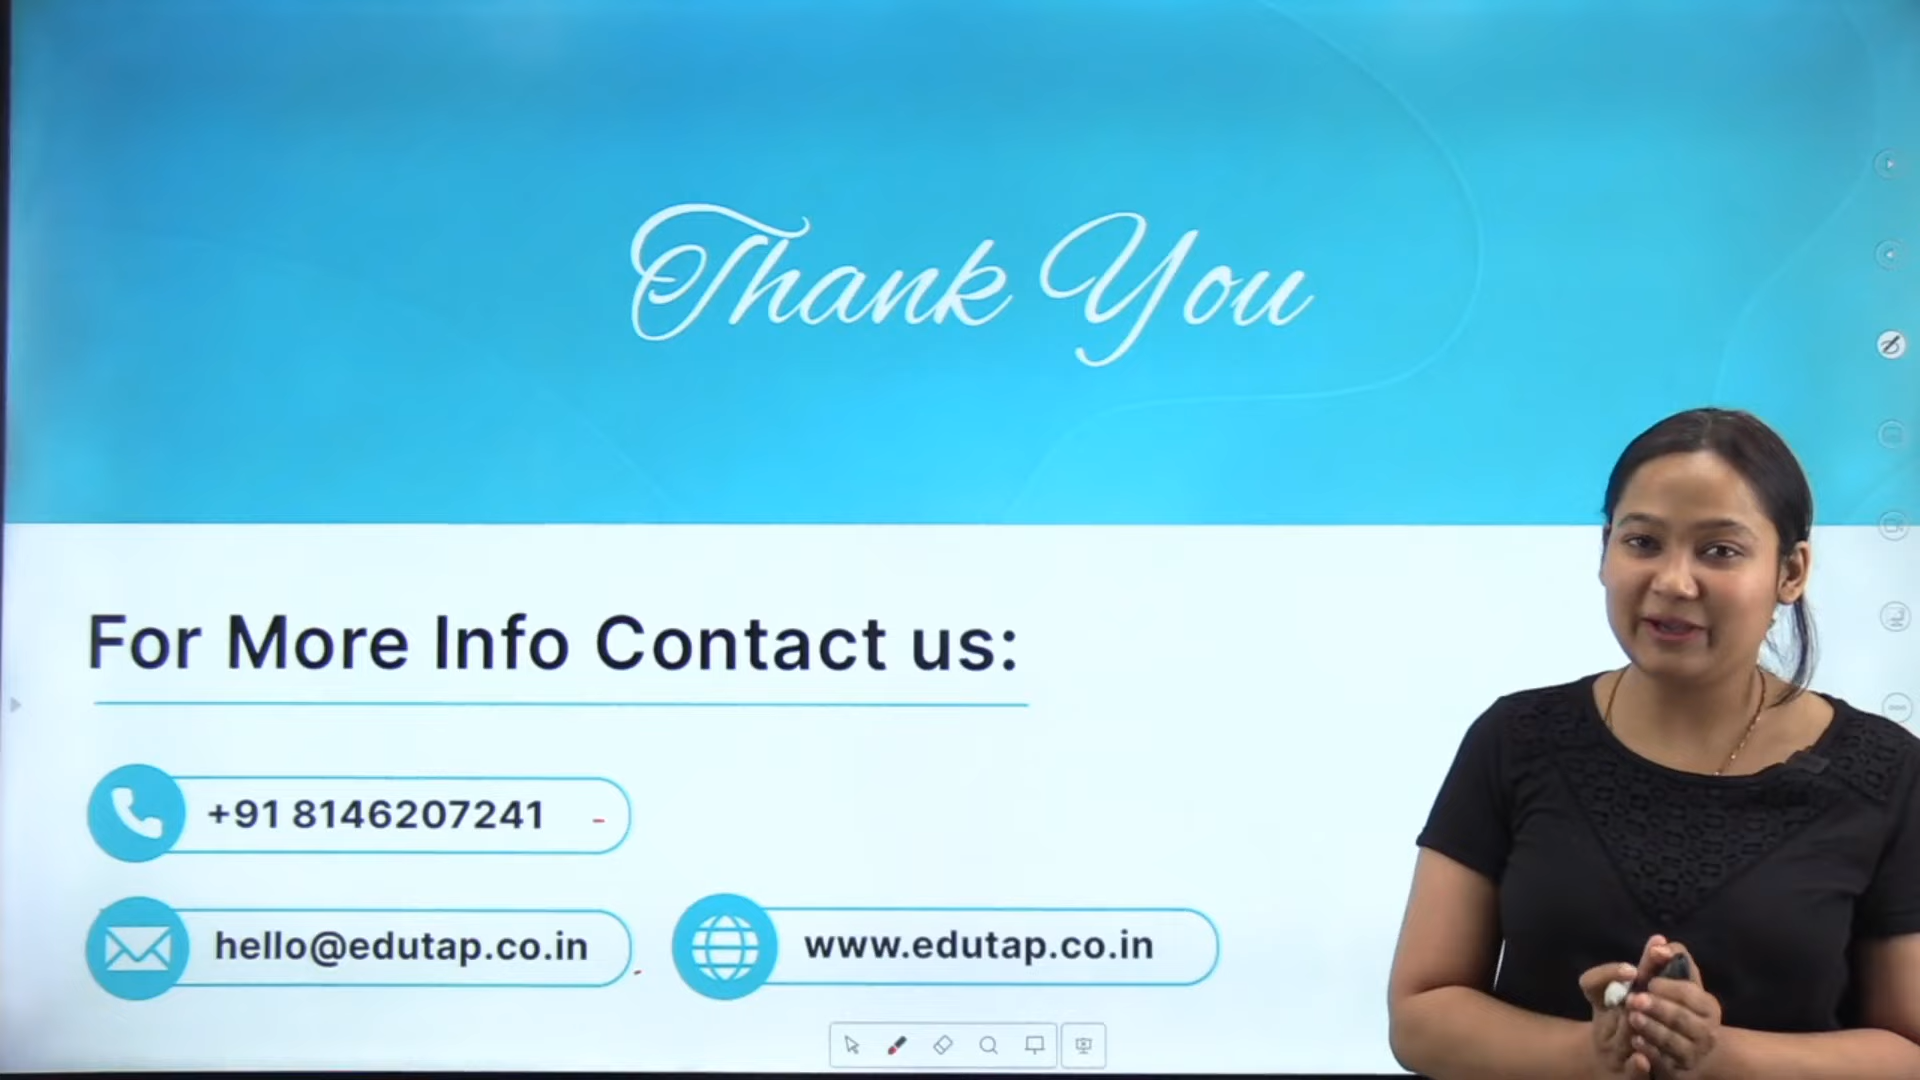 Thank You
For More Info Contact us:
+91 8146207241
hello@edutap.co.in
www.edutap.co.in